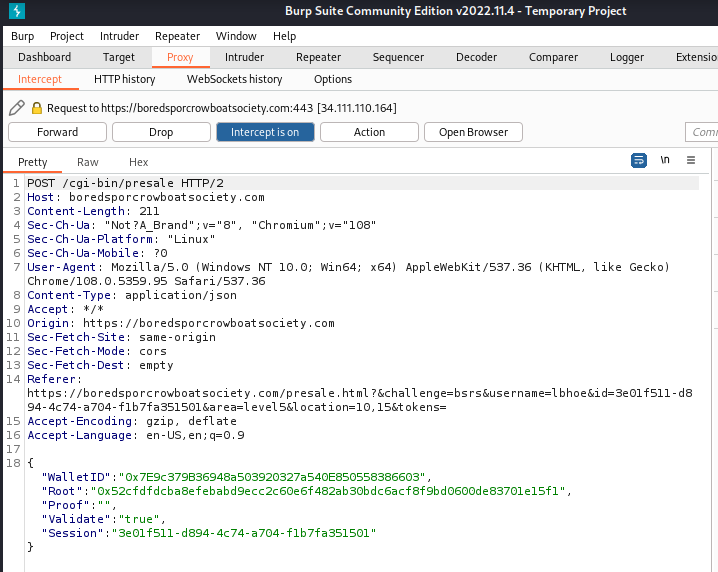 Burp Suite Community Edition v2022.11.4 - Temporary Project
Burp Project Intruder Repeater Window Help
Dashboard Target Proxy Intruder Repeater Sequencer Decoder Comparer Logger Extensio
Intercept HTTP history WebSockets history Options
Request to https://boredsporcrowboatsociety.com:443 [34.111.110.164]
Forward Drop Intercept is on Action Open Browser Com
Pretty Raw Hex \n
1 POST /cgi-bin/presale HTTP/2
2 Host: boredsporcrowboatsociety.com
3 Content-Length: 211
4 Sec-Ch-Ua: "Not?A_Brand";v="8", "Chromium";v="108"
5 Sec-Ch-Ua-Platform: "Linux"
6 Sec-Ch-Ua-Mobile: ?0
7 User-Agent: Mozilla/5.0 (Windows NT 10.0; Win64; x64) AppleWebKit/537.36 (KHTML, like Gecko)
Chrome/108.0.5359.95 Safari/537.36
8 Content-Type: application/json
9 Accept: */*
10 Origin: https://boredsporcrowboatsociety.com
11 Sec-Fetch-Site: same-origin
12 Sec-Fetch-Mode: cors
13 Sec-Fetch-Dest: empty
14 Referer:
https://boredsporcrowboatsociety.com/presale.html?&challenge=bsrs&username=lbhoe&id=3e01f511-d8
94-4c74-a704-f1b7fa351501&area=level5&location=10,15&tokens=
15 Accept-Encoding: gzip, deflate
16 Accept-Language: en-US,en;q=0.9
17
18 {
"WalletID":"0x7E9c379B36948a503920327a540E850558386603",
"Root":"0x52cfdfdcba8efebabd9ecc2c60e6f482ab30bdc6acf8f9bd0600de83701e15f1",
"Proof":"",
"Validate":"true",
"Session":"3e01f511-d894-4c74-a704-f1b7fa351501"
}